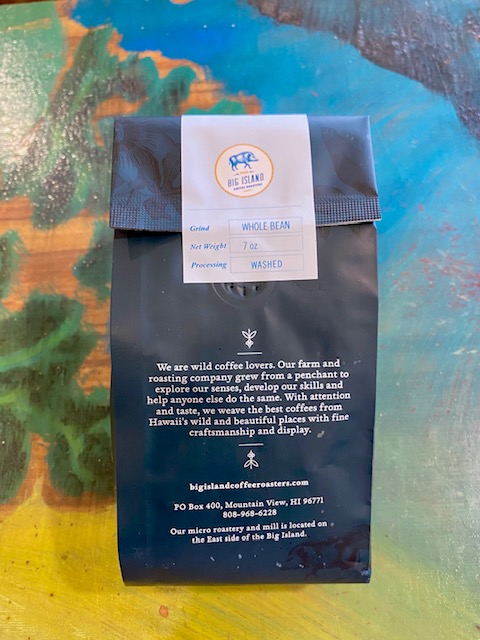 BIG ISLAND
COFFEE ROASTERS
Grind WHOLE BEAN
Net Weight 7 oz
Processing WASHED
We are wild coffee lovers. Our farm and
roasting company grew from a penchant to
explore our senses, develop our skills and
help anyone else do the same. With attention
and taste, we weave the best coffees from
Hawaii's wild and beautiful places with fine
craftsmanship and display.
bigislandcoffeeroasters.com
PO Box 400, Mountain View, HI 96771
808-968-6228
Our micro roastery and mill is located on
the East side of the Big Island.